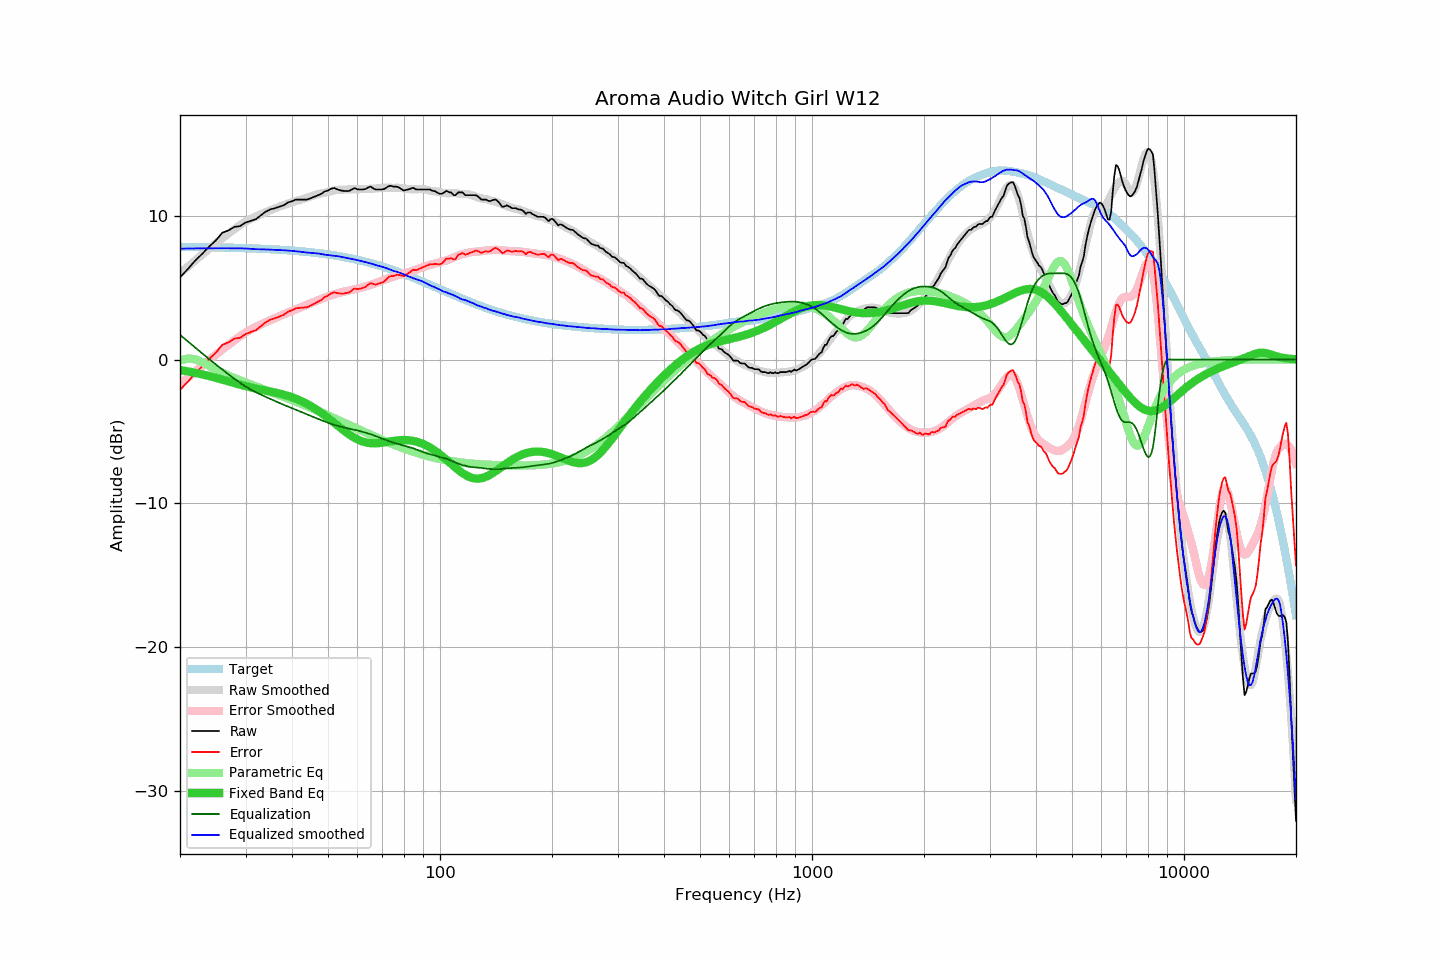 Aroma Audio Witch Girl W12
Amplitude (dBr)
10
0
−10
−20
−30
Target
Raw Smoothed
Error Smoothed
Raw
Error
Parametric Eq
Fixed Band Eq
Equalization
Equalized smoothed
100
1000
10000
Frequency (Hz)